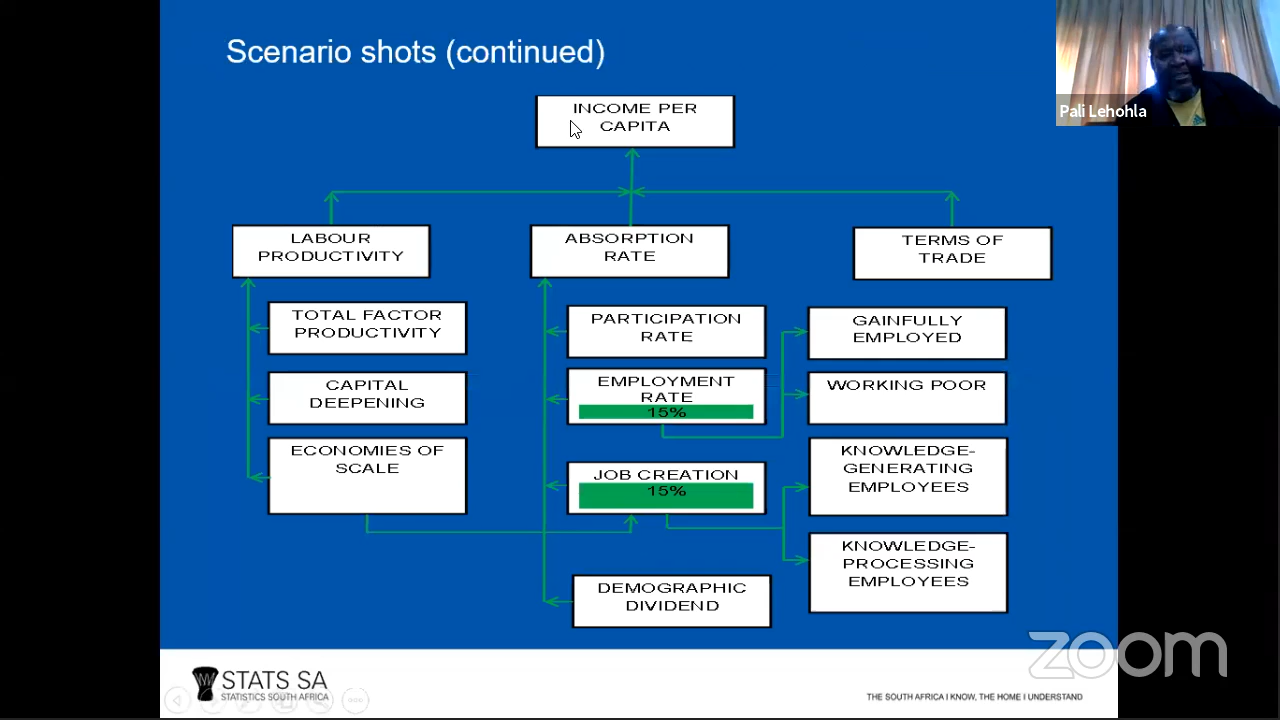 Scenario shots (continued)
Pali Lehohla
INCOME PER
CAPITA
LABOUR
PRODUCTIVITY
ABSORPTION
RATE
TERMS OF
TRADE
TOTAL FACTOR
PRODUCTIVITY
CAPITAL
DEEPENING
ECONOMIES OF
SCALE
PARTICIPATION
RATE
EMPLOYMENT
RATE
15%
JOB CREATION
15%
DEMOGRAPHIC
DIVIDEND
GAINFULLY
EMPLOYED
WORKING POOR
KNOWLEDGE-
GENERATING
EMPLOYEES
KNOWLEDGE-
PROCESSING
EMPLOYEES
zoom
STATS SA
STATISTICS SOUTH AFRICA
THE SOUTH AFRICA I KNOW, THE HOME I UNDERSTAND